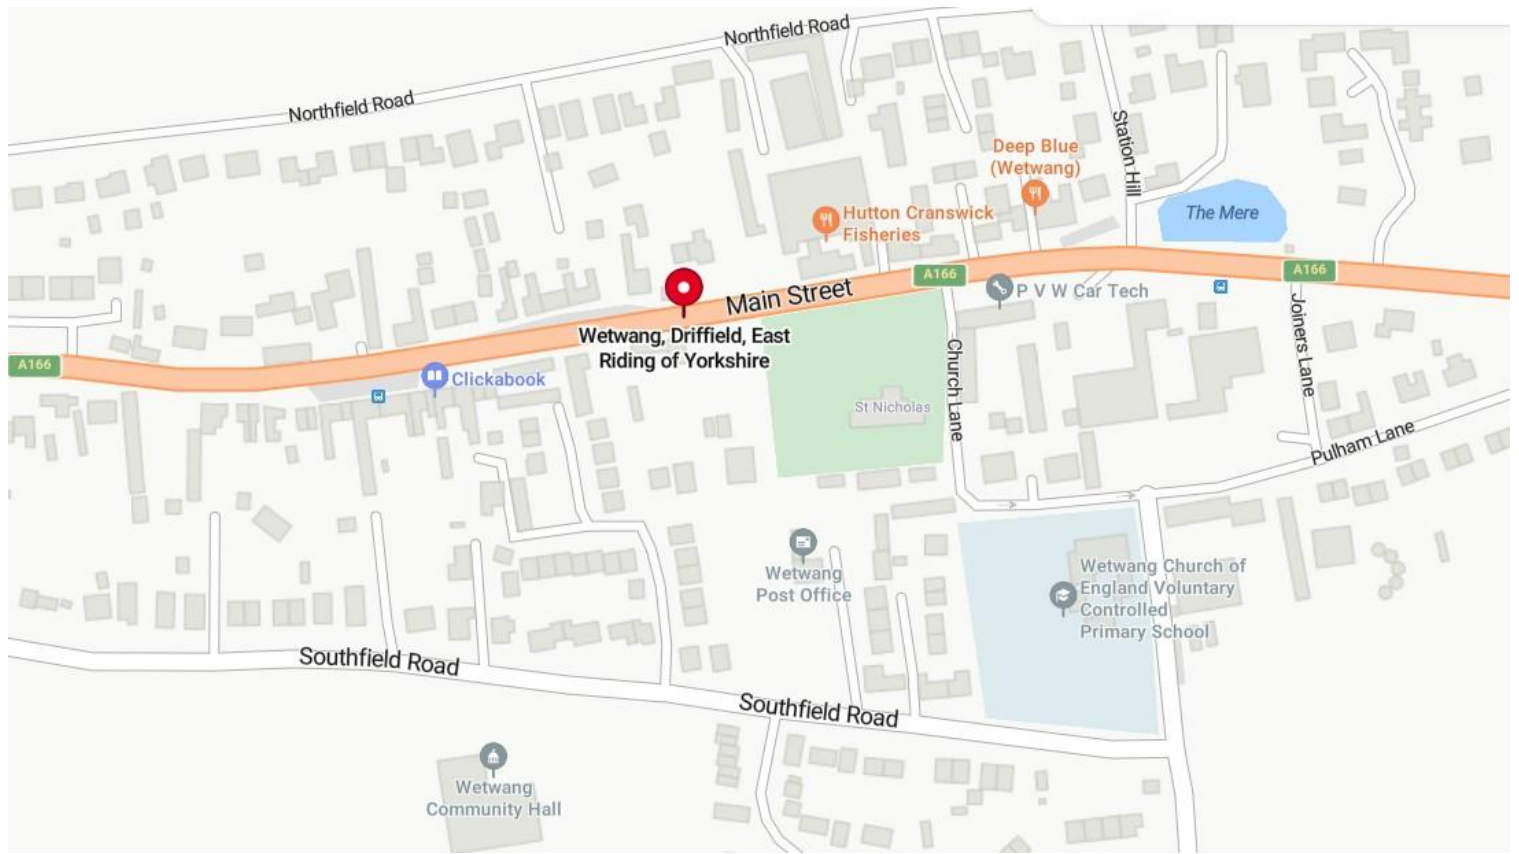 Northfield Road
Northfield Road
Deep Blue
(Wetwang)
Station Hill
The Mere
Hutton Cranswick
Fisheries
A166
A166
Main Street
P V W Car Tech
Wetwang, Driffield, East
Riding of Yorkshire
A166
Clickabook
Joiners Lane
Church Lane
St Nicholas
Pulham Lane
Wetwang
Post Office
Wetwang Church of
England Voluntary
Controlled
Primary School
Southfield Road
Southfield Road
Wetwang
Community Hall